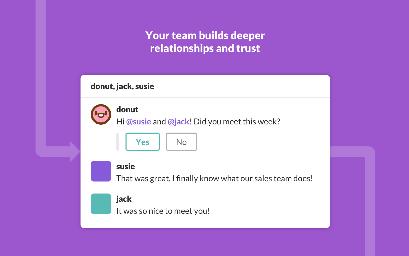 Your team builds deeper
relationships and trust
donut, jack, susie
donut
Hi @susie and @jack! Did you meet this week?
Yes
No
susie
That was great, I finally know what our sales team does!
jack
It was so nice to meet you!